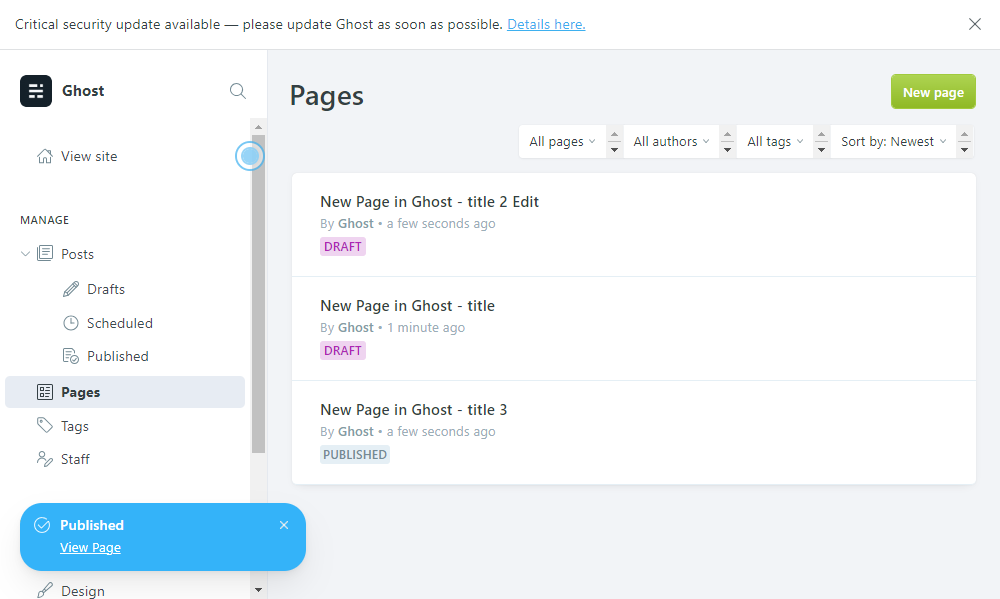 Critical security update available — please update Ghost as soon as possible. Details here.
Ghost
View site
MANAGE
Posts
Drafts
Scheduled
Published
Pages
Tags
Staff
Published
View Page
Design
Pages
New page
All pages
All authors
All tags
Sort by: Newest
New Page in Ghost - title 2 Edit
By Ghost • a few seconds ago
DRAFT
New Page in Ghost - title
By Ghost • 1 minute ago
DRAFT
New Page in Ghost - title 3
By Ghost • a few seconds ago
PUBLISHED